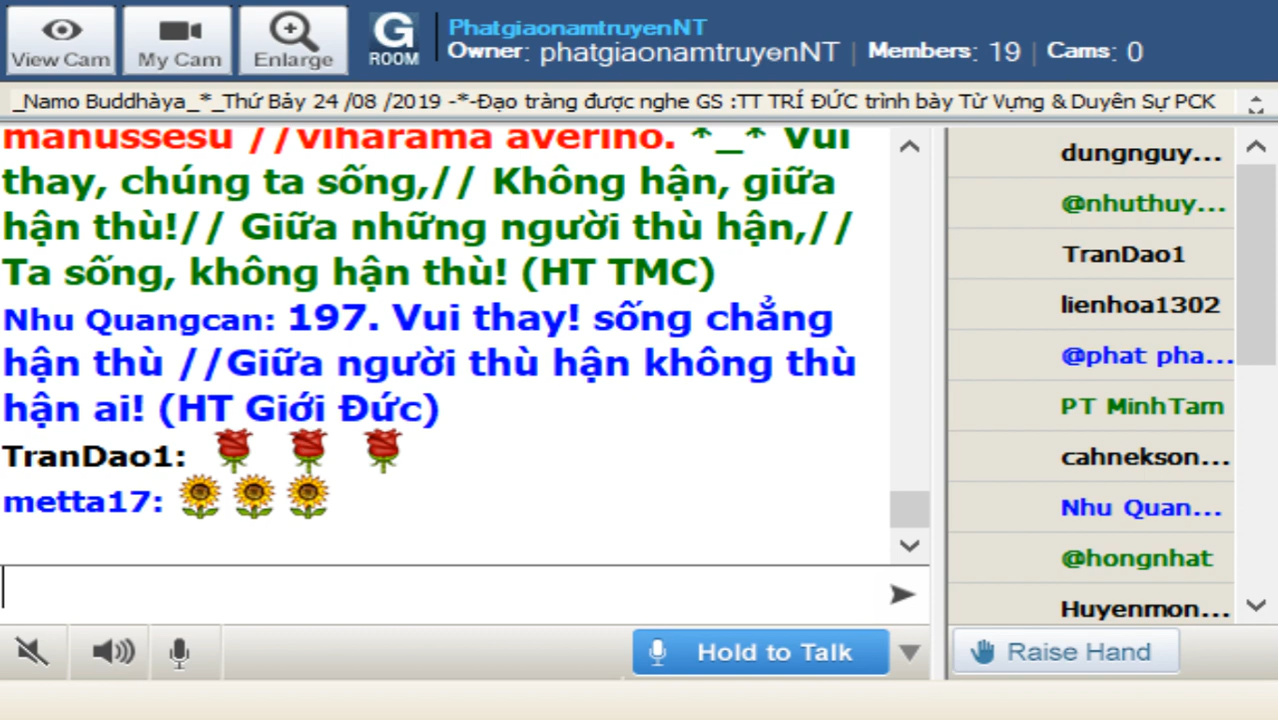 View Cam
My Cam
Enlarge
G
ROOM
PhatgiaonamtruyenNT
Owner: phatgiaonamtruyenNT | Members: 19 | Cams: 0
_Namo Buddhàya_*_Thứ Bảy 24 /08 /2019 -*-Đạo tràng được nghe GS :TT TRÍ ĐỨC trình bày Từ Vựng & Duyên Sự PCK
manussesu //viharama averino. *_* Vui
thay, chúng ta sống,// Không hận, giữa
hận thù!// Giữa những người thù hận,//
Ta sống, không hận thù! (HT TMC)
Nhu Quangcan: 197. Vui thay! sống chẳng
hận thù //Giữa người thù hận không thù
hận ai! (HT Giới Đức)
TranDao1:
metta17:
dungnguy...
@nhuthuy...
TranDao1
lienhoa1302
@phat pha...
PT MinhTam
cahnekson...
Nhu Quan...
@hongnhat
Huyenmon...
Hold to Talk
Raise Hand